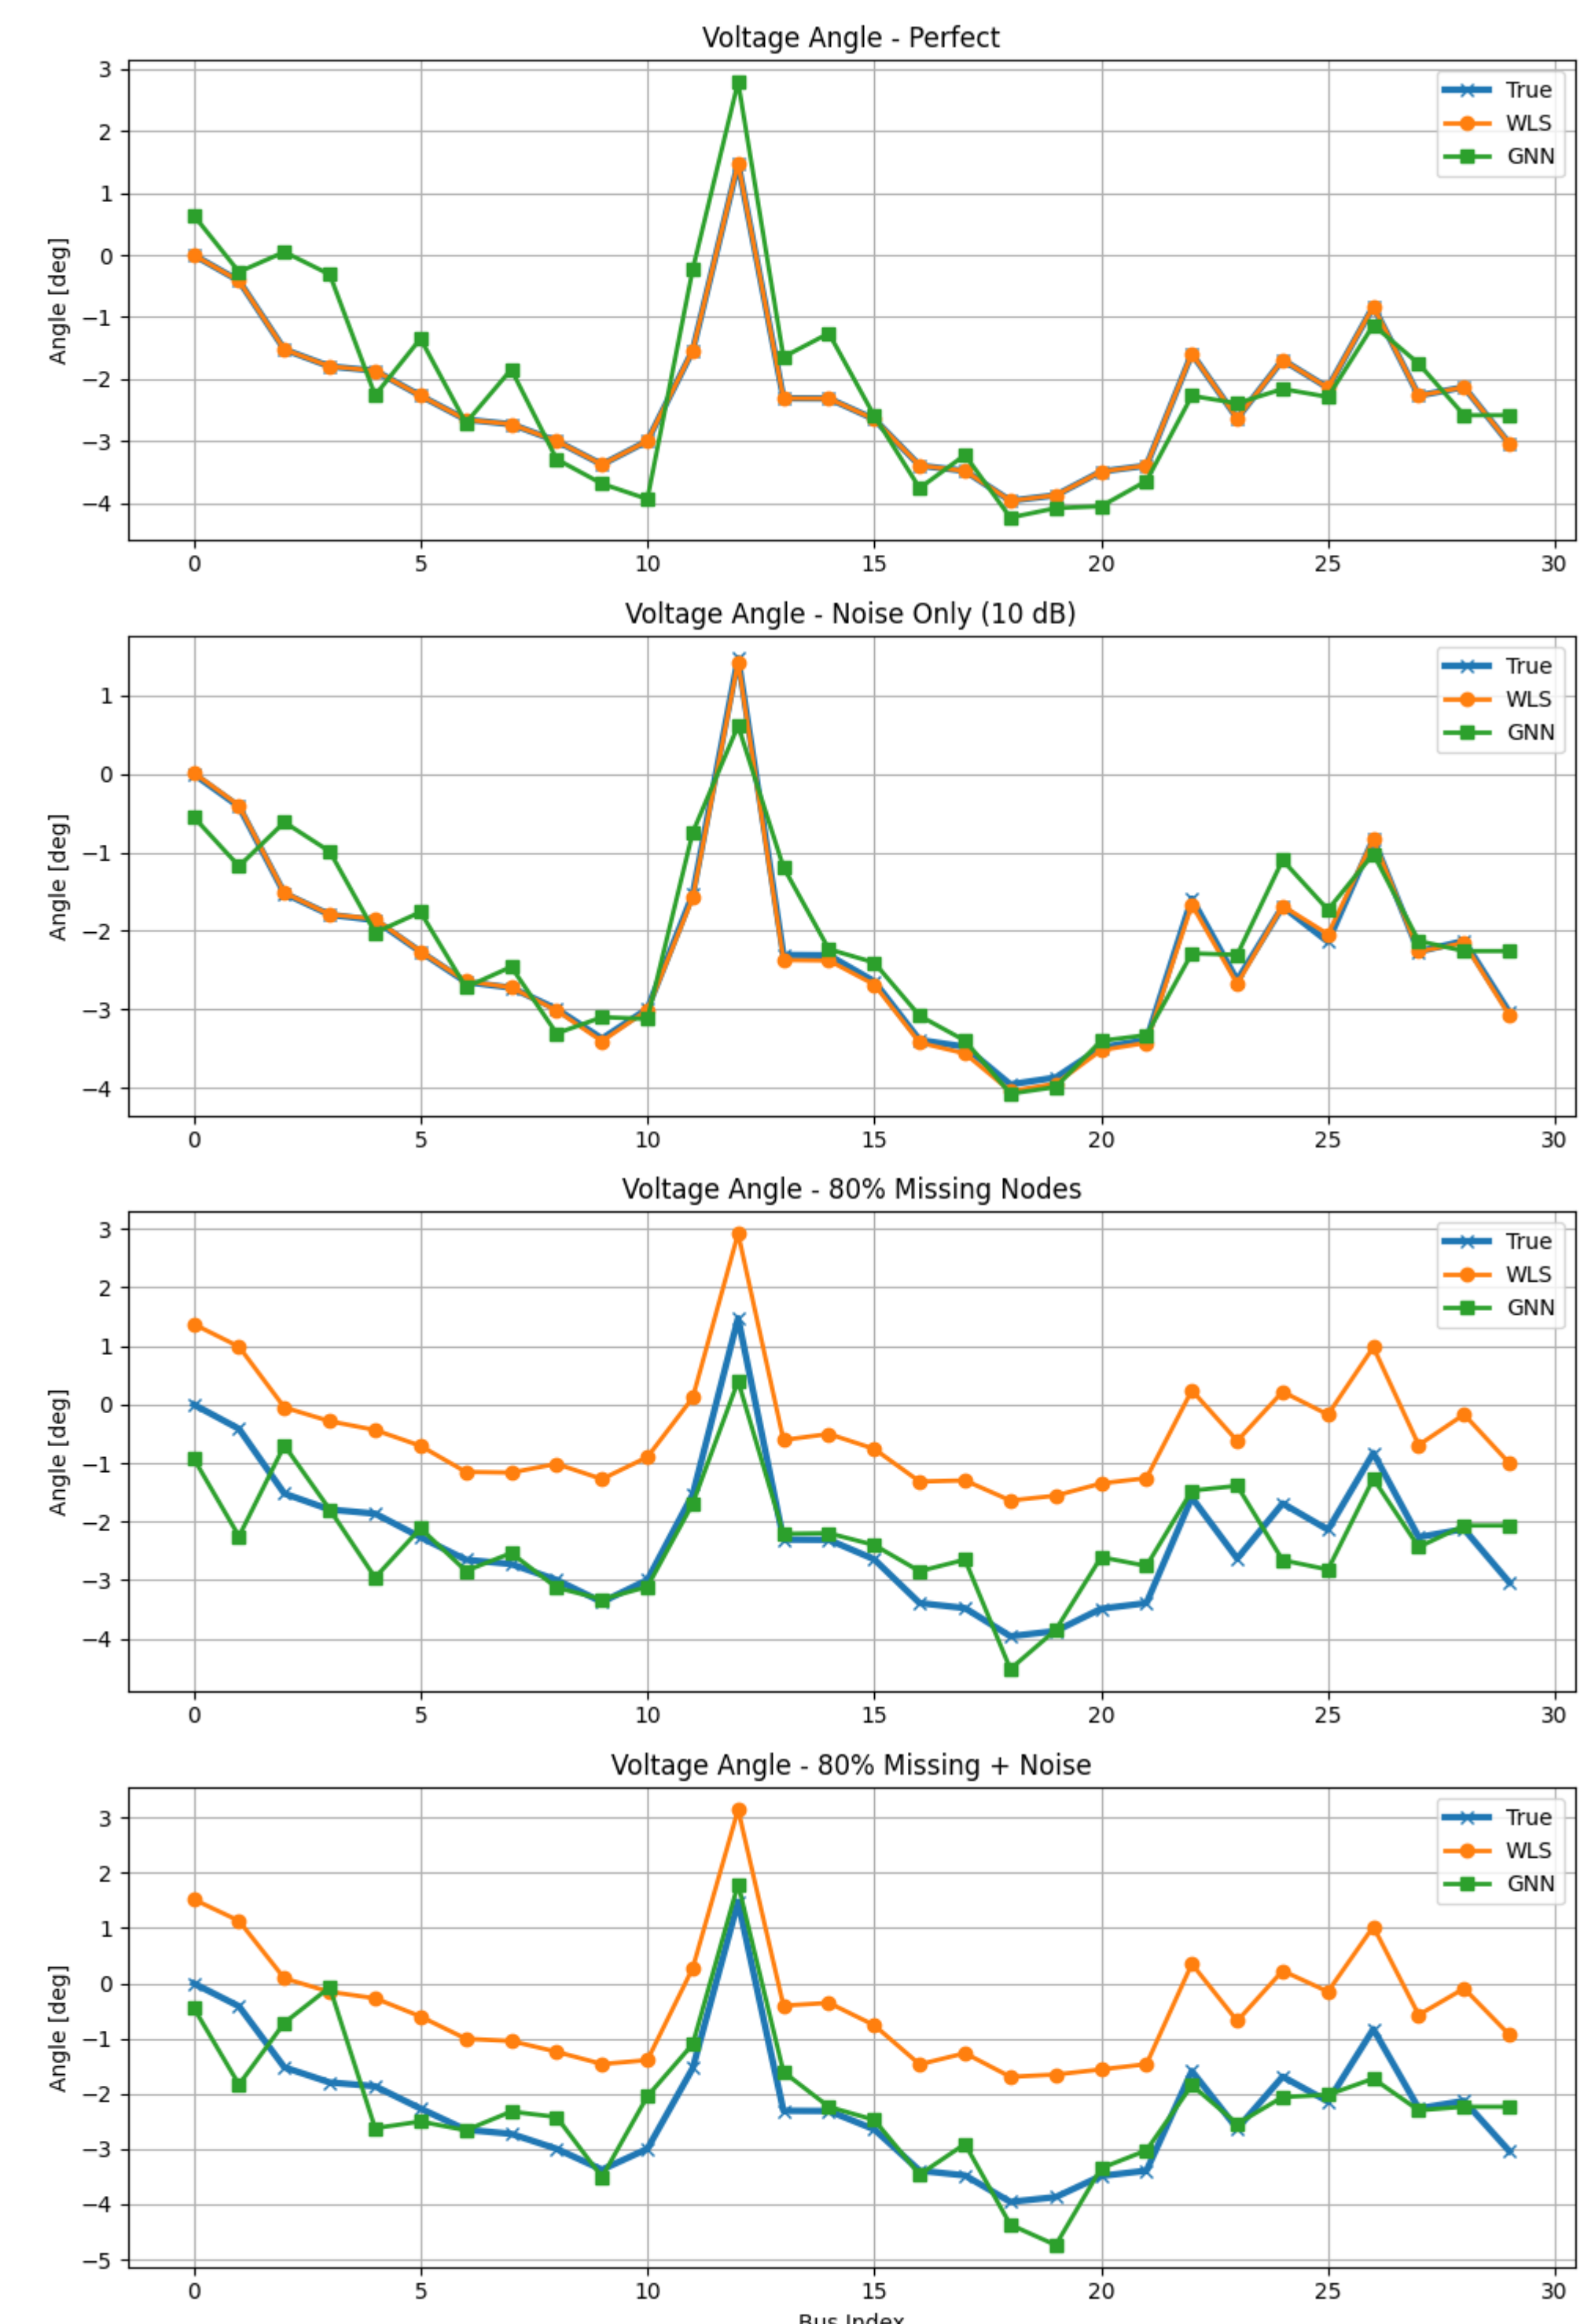 Voltage Angle - Perfect
3
2
1
0
−1
−2
−3
−4
Angle [deg]
True
WLS
GNN
0 5 10 15 20 25 30
Voltage Angle - Noise Only (10 dB)
1
0
−1
−2
−3
−4
Angle [deg]
True
WLS
GNN
0 5 10 15 20 25 30
Voltage Angle - 80% Missing Nodes
3
2
1
0
−1
−2
−3
−4
Angle [deg]
True
WLS
GNN
0 5 10 15 20 25 30
Voltage Angle - 80% Missing + Noise
3
2
1
0
−1
−2
−3
−4
−5
Angle [deg]
True
WLS
GNN
0 5 10 15 20 25 30
Bus Index